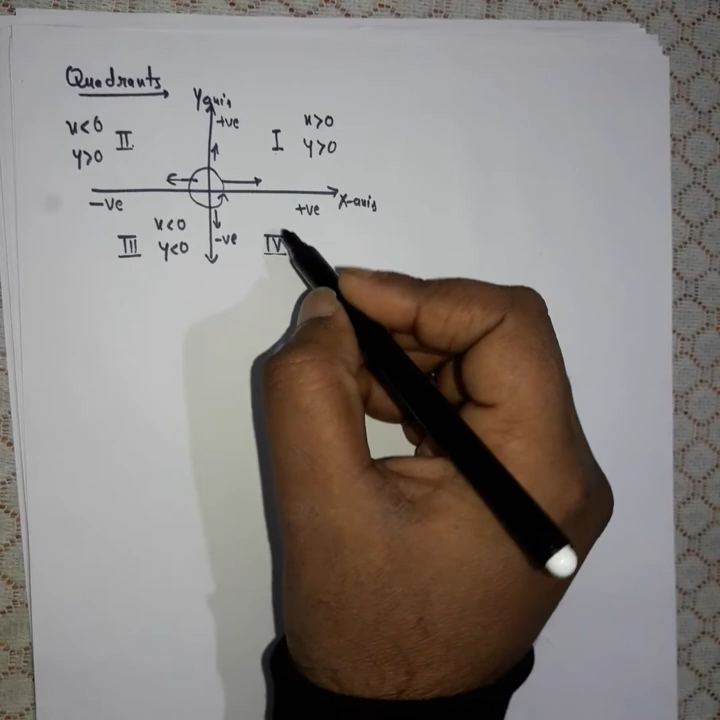 Quadrants
Y axis
+ve
x<0
y>0
II
I
x>0
y>0
-ve
+ve
X-axis
III
x<0
y<0
-ve
IV